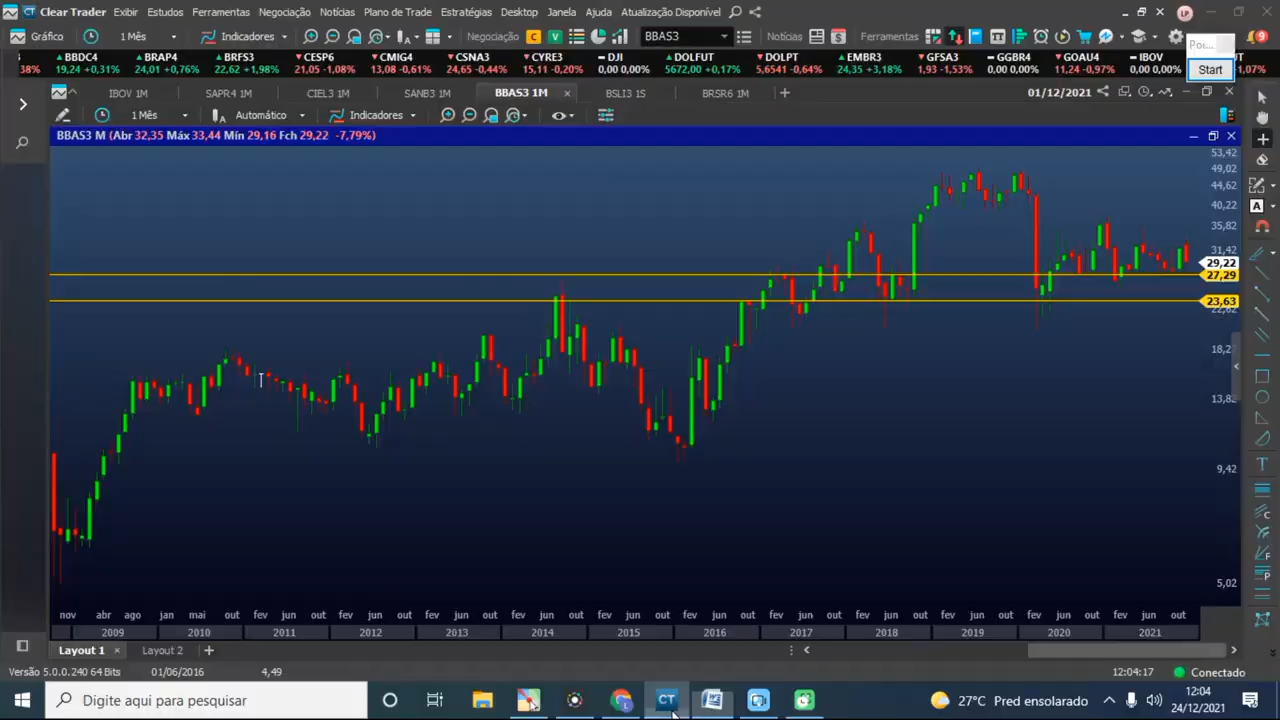 CT Clear Trader Exibir Estudos Ferramentas Negociação Notícias Plano de Trade Estratégias Desktop Janela Ajuda Atualização Disponível LP
Gráfico 1 Mês Indicadores Negociação C V BBAS3 Notícias Ferramentas 9
Start
BBDC4 BRAP4 BRFS3 CESP6 CMIG4 CSNA3 CYRE3 DJI DOLFUT DOLPT EMBR3 GFSA3 GGBR4 GOAU4 IBOV
38% 19,24 +0,31% 24,01 +0,76% 22,62 +1,98% 21,05 -1,08% 13,08 -0,61% 24,65 -0,44% 0,00 0,00% 5672,00 +0,17% 5,6541 -0,64% 24,35 +3,18% 1,93 -1,53% 0,00 0,00% 11,24 -0,97% 0,00 0,00%
IBOV 1M SAPR4 1M CIEL3 1M SANB3 1M BBAS3 1M BSLI3 1S BRSR6 1M 01/12/2021
1 Mês Automático Indicadores
BBAS3 M (Abr 32,35 Máx 33,44 Mín 29,16 Fch 29,22 -7,79%)
53,42
49,02
44,62
40,22
35,82
31,42
29,22
27,29
23,63
13,82
9,42
5,02
nov abr ago jan mai out fev jun out fev jun out fev jun out fev jun out fev jun out fev jun out fev jun out fev jun out fev jun out fev jun out fev jun out
2009 2010 2011 2012 2013 2014 2015 2016 2017 2018 2019 2020 2021
Layout 1 Layout 2
Versão 5.0.0.240 64 Bits 01/06/2016 4,49 12:04:17 Conectado
Digite aqui para pesquisar CT 27°C Pred ensolarado 12:04
24/12/2021